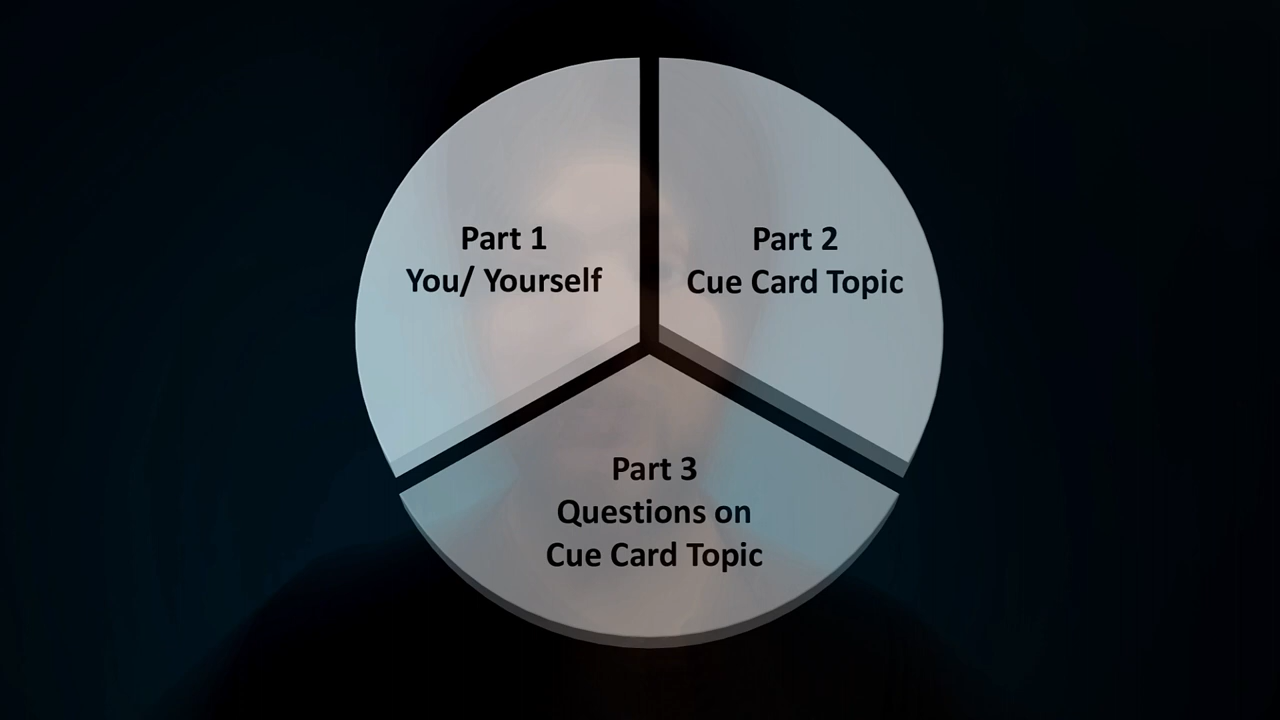 Part 1
You/ Yourself
Part 2
Cue Card Topic
Part 3
Questions on
Cue Card Topic